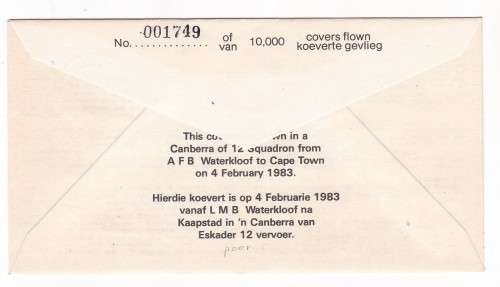 No. 001749 of 10,000 covers flown
van koeverte gevlieg
This n in a
Canberra of 12 Squadron from
A F B Waterkloof to Cape Town
on 4 February 1983.
Hierdie koevert is op 4 Februarie 1983
vanaf L M B Waterkloof na
Kaapstad in 'n Canberra van
Eskader 12 vervoer.